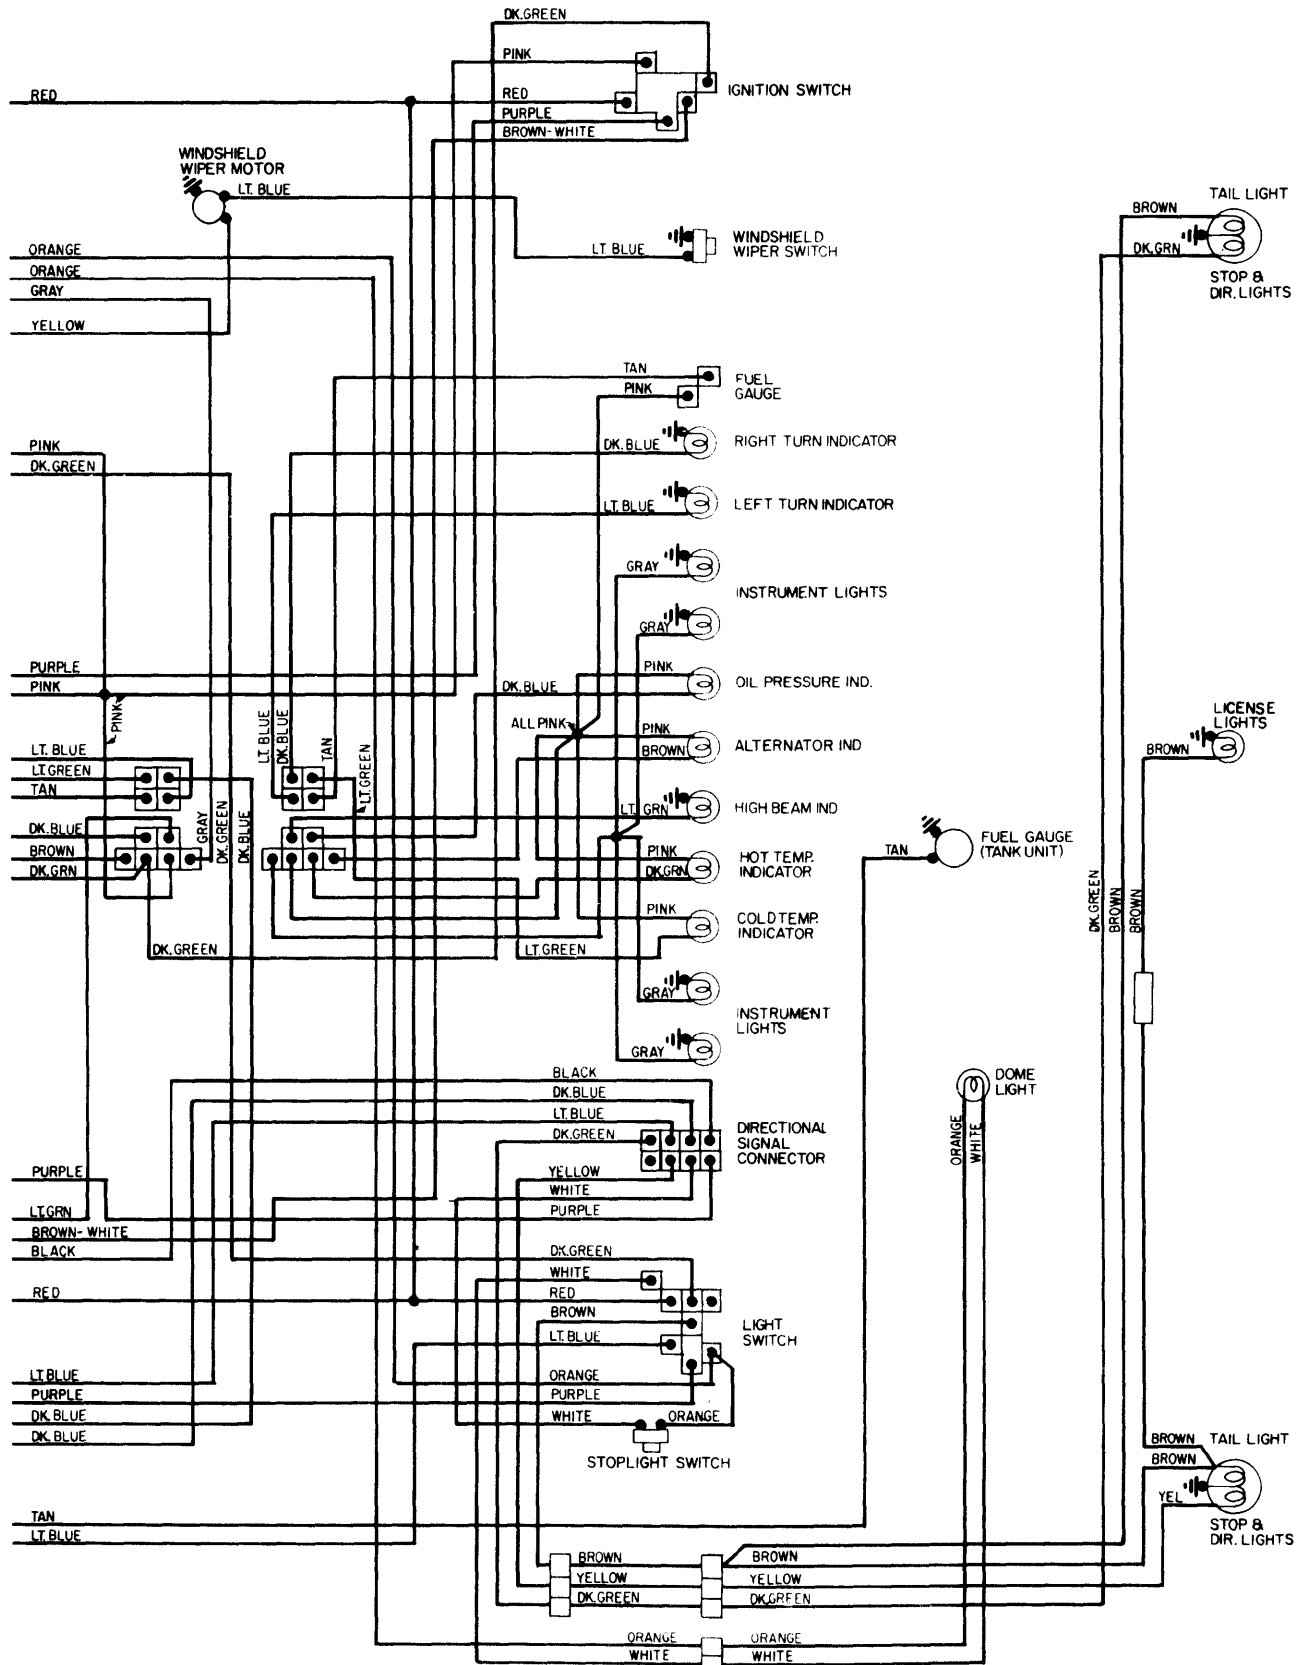 DK.GREEN
PINK
IGNITION SWITCH
RED
RED
PURPLE
BROWN-WHITE
WINDSHIELD
WIPER MOTOR
LT. BLUE
TAIL LIGHT
BROWN
ORANGE
LT BLUE
WINDSHIELD
WIPER SWITCH
DK.GRN
ORANGE
GRAY
STOP &
DIR. LIGHTS
YELLOW
TAN
PINK
FUEL
GAUGE
PINK
DK.GREEN
DK.BLUE
RIGHT TURN INDICATOR
LT. BLUE
LEFT TURN INDICATOR
GRAY
INSTRUMENT LIGHTS
GRAY
PURPLE
PINK
PINK
DK.BLUE
OIL PRESSURE IND.
PINK
LT BLUE
DK.BLUE
TAN
ALL PINK
PINK
BROWN
ALTERNATOR IND
LICENSE
LIGHTS
BROWN
LT. BLUE
LT.GREEN
TAN
LT.GREEN
LT GRN
HIGH BEAM IND
DK.BLUE
BROWN
DK.GRN
GRAY
DK.GREEN
DK.BLUE
PINK
DK.GRN
HOT TEMP.
INDICATOR
TAN
FUEL GAUGE
(TANK UNIT)
PINK
COLD TEMP.
INDICATOR
DK.GREEN
BROWN
BROWN
DK.GREEN
LT.GREEN
GRAY
INSTRUMENT
LIGHTS
GRAY
BLACK
DK.BLUE
LT.BLUE
DK.GREEN
DOME
LIGHT
ORANGE
WHITE
DIRECTIONAL
SIGNAL
CONNECTOR
PURPLE
YELLOW
WHITE
PURPLE
LT.GRN
BROWN-WHITE
BLACK
DK.GREEN
WHITE
RED
RED
BROWN
LT BLUE
LIGHT
SWITCH
LT.BLUE
ORANGE
PURPLE
PURPLE
DK. BLUE
WHITE
ORANGE
DK. BLUE
STOPLIGHT SWITCH
BROWN
TAIL LIGHT
BROWN
YEL
TAN
LT.BLUE
STOP &
DIR. LIGHTS
BROWN
BROWN
YELLOW
YELLOW
DK.GREEN
DK.GREEN
ORANGE
ORANGE
WHITE
WHITE